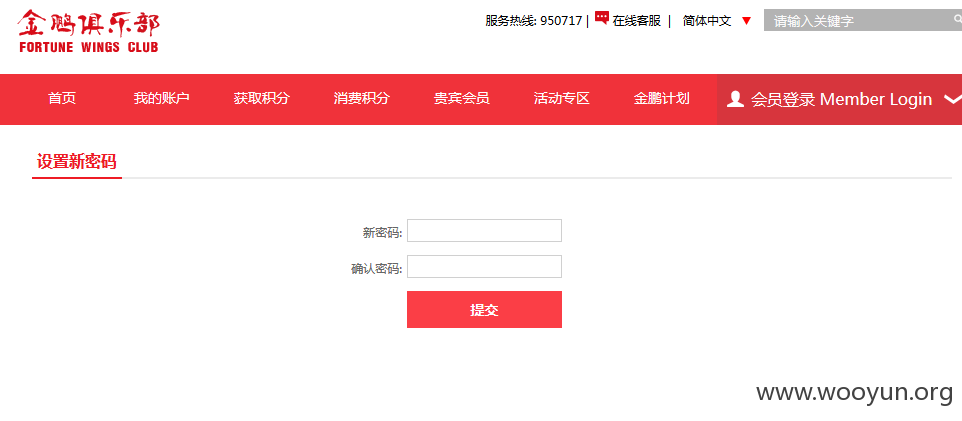 金鹏俱乐部
FORTUNE WINGS CLUB
服务热线: 950717 | 在线客服 | 简体中文 ▼ 请输入关键字
首页 我的账户 获取积分 消费积分 贵宾会员 活动专区 金鹏计划 会员登录 Member Login
设置新密码
新密码:
确认密码:
提交
www.wooyun.org